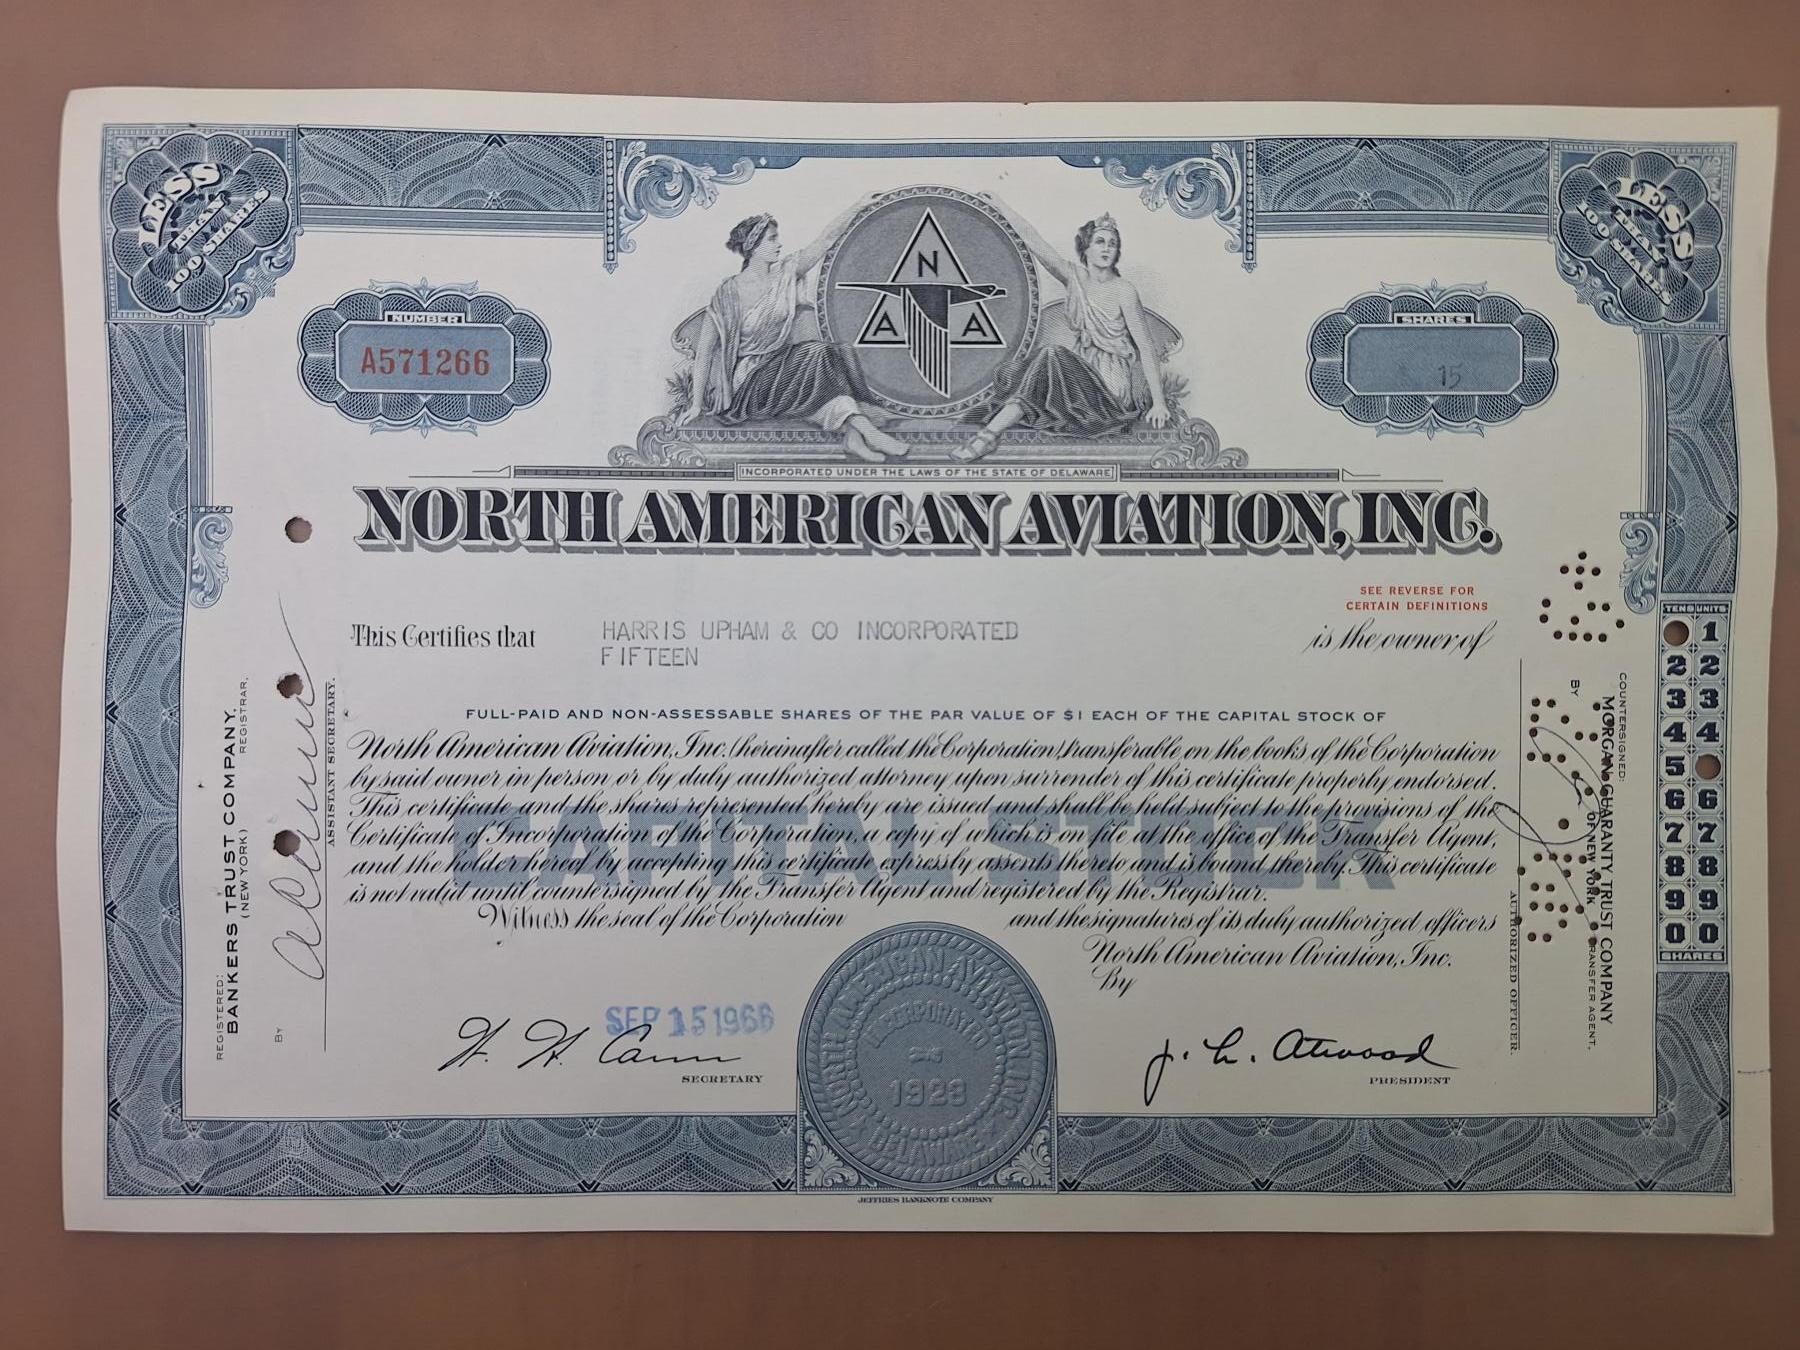 LESS
THAN
100 SHARES
LESS
THAN
100 SHARES
N
A A
NUMBER
A571266
SHARES
15
INCORPORATED UNDER THE LAWS OF THE STATE OF DELAWARE
NORTH AMERICAN AVIATION, INC.
SEE REVERSE FOR
CERTAIN DEFINITIONS
This Certifies that HARRIS UPHAM & CO INCORPORATED is the owner of
FIFTEEN
FULL-PAID AND NON-ASSESSABLE SHARES OF THE PAR VALUE OF $1 EACH OF THE CAPITAL STOCK OF
North American Aviation, Inc. (hereinafter called the Corporation), transferable on the books of the Corporation
by said owner in person or by duly authorized attorney upon surrender of this certificate properly endorsed.
This certificate and the shares represented hereby are issued and shall be held subject to the provisions of the
Certificate of Incorporation of the Corporation, a copy of which is on file at the office of the Transfer Agent,
and the holder hereof by accepting this certificate expressly assents thereto and is bound thereby. This certificate
is not valid until countersigned by the Transfer Agent and registered by the Registrar.
CAPITAL STOCK
Witness the seal of the Corporation and the signatures of its duly authorized officers
North American Aviation, Inc.
By
SEP 15 1966
W. H. Cann
SECRETARY
J. L. Atwood
PRESIDENT
NORTH AMERICAN AVIATION, INC.
INCORPORATED
1928
DELAWARE
JEFFRIES BANKNOTE COMPANY
REGISTERED:
BANKERS TRUST COMPANY,
(NEW YORK) REGISTRAR,
BY
ASSISTANT SECRETARY.
COUNTERSIGNED:
MORGAN GUARANTY TRUST COMPANY
OF NEW YORK TRANSFER AGENT,
BY
AUTHORIZED OFFICER.
TENS UNITS
1
2 2
3 3
4 4
5
6 6
7 7
8 8
9 9
0 0
SHARES